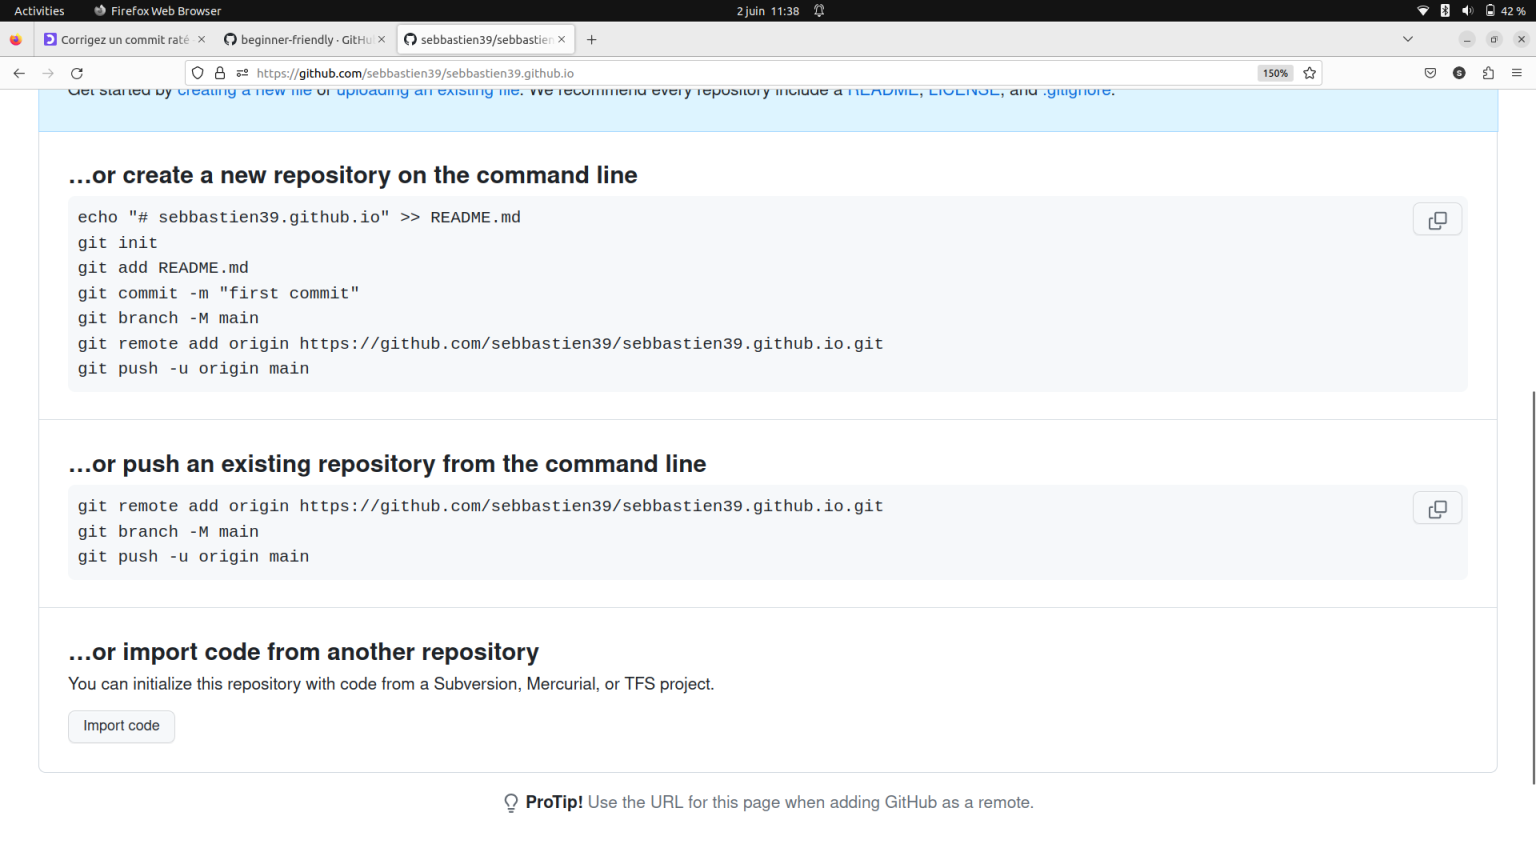 Activities
Firefox Web Browser
2 juin 11:38
42 %
Corrigez un commit raté
beginner-friendly · GitHu
sebbastien39/sebbastien
https://github.com/sebbastien39/sebbastien39.github.io
150%
Get started by creating a new file or uploading an existing file. We recommend every repository include a README, LICENSE, and .gitignore.
…or create a new repository on the command line
echo "# sebbastien39.github.io" >> README.md
git init
git add README.md
git commit -m "first commit"
git branch -M main
git remote add origin https://github.com/sebbastien39/sebbastien39.github.io.git
git push -u origin main
…or push an existing repository from the command line
git remote add origin https://github.com/sebbastien39/sebbastien39.github.io.git
git branch -M main
git push -u origin main
…or import code from another repository
You can initialize this repository with code from a Subversion, Mercurial, or TFS project.
Import code
ProTip! Use the URL for this page when adding GitHub as a remote.